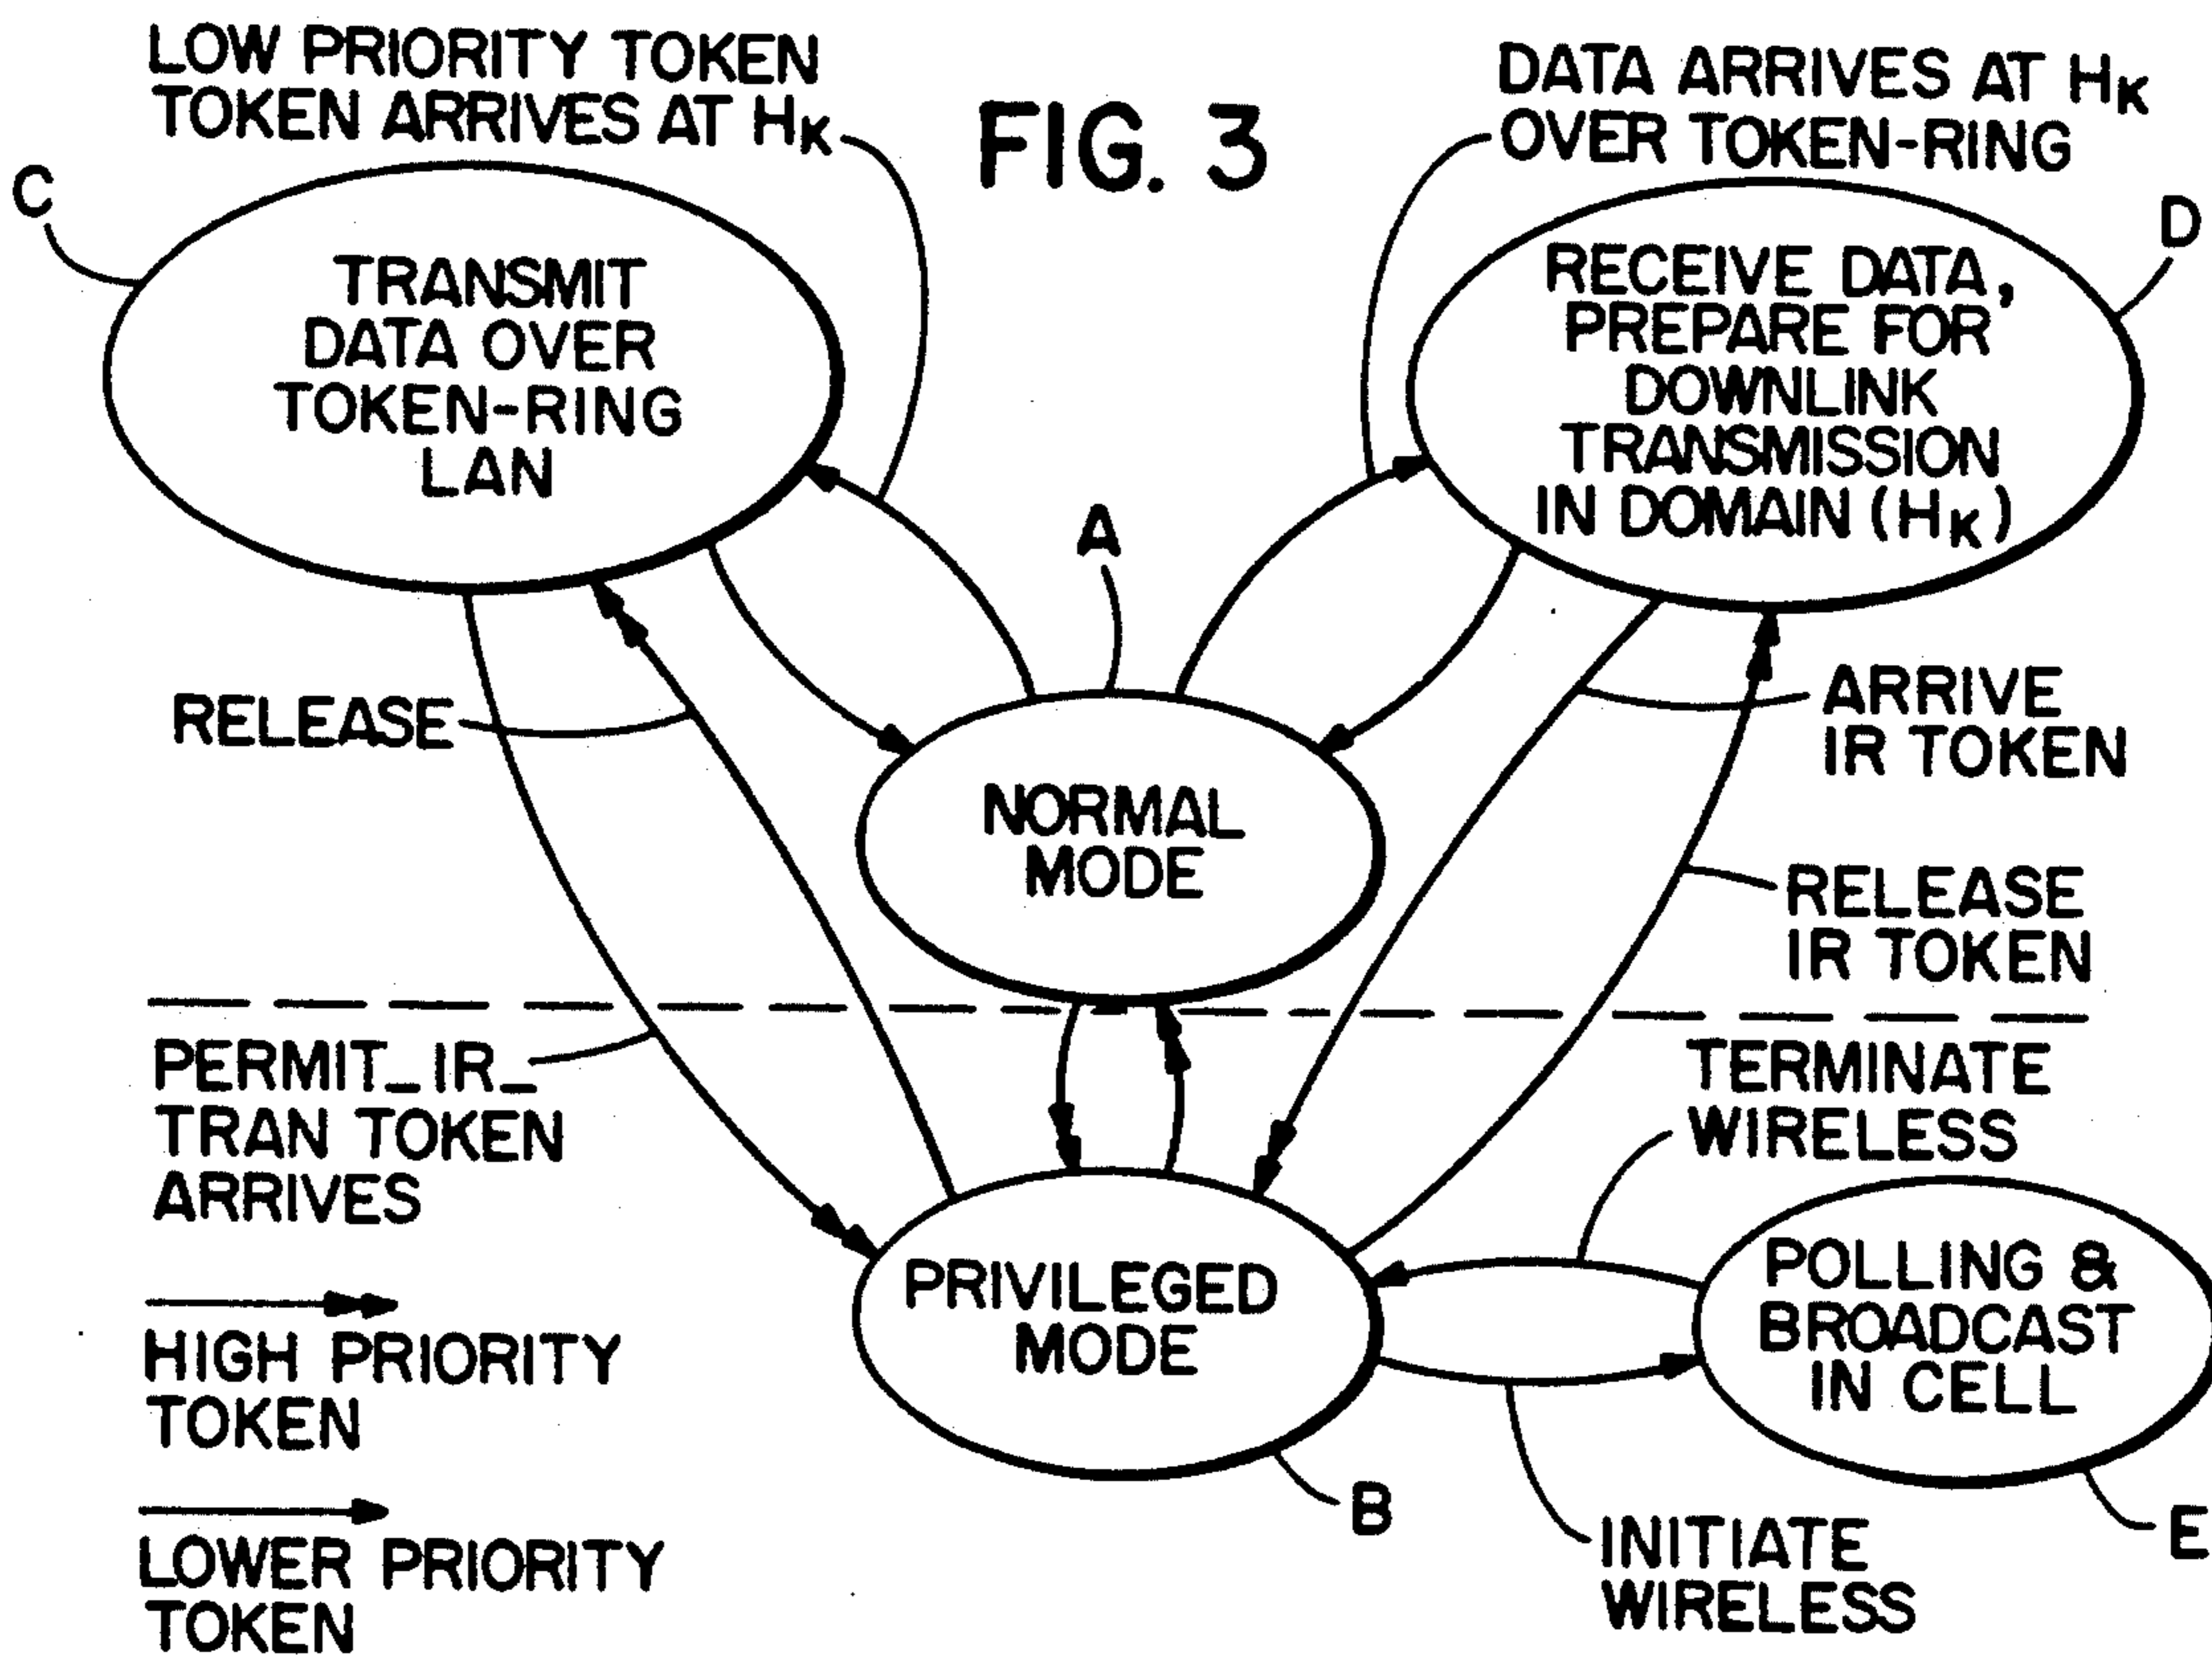 LOW PRIORITY TOKEN
TOKEN ARRIVES AT HK
FIG. 3
DATA ARRIVES AT HK
OVER TOKEN-RING
C
D
TRANSMIT
DATA OVER
TOKEN-RING
LAN
RECEIVE DATA,
PREPARE FOR
DOWNLINK
TRANSMISSION
IN DOMAIN (HK)
A
RELEASE
ARRIVE
IR TOKEN
NORMAL
MODE
RELEASE
IR TOKEN
PERMIT_IR_
TRAN TOKEN
ARRIVES
TERMINATE
WIRELESS
PRIVILEGED
MODE
POLLING &
BROADCAST
IN CELL
HIGH PRIORITY
TOKEN
B
E
LOWER PRIORITY
TOKEN
INITIATE
WIRELESS